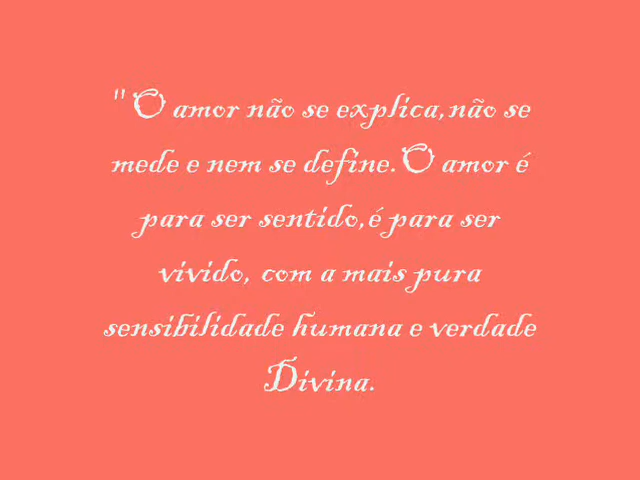 "O amor não se explica,não se
mede e nem se define.O amor é
para ser sentido,é para ser
vivido, com a mais pura
sensibilidade humana e verdade
Divina.